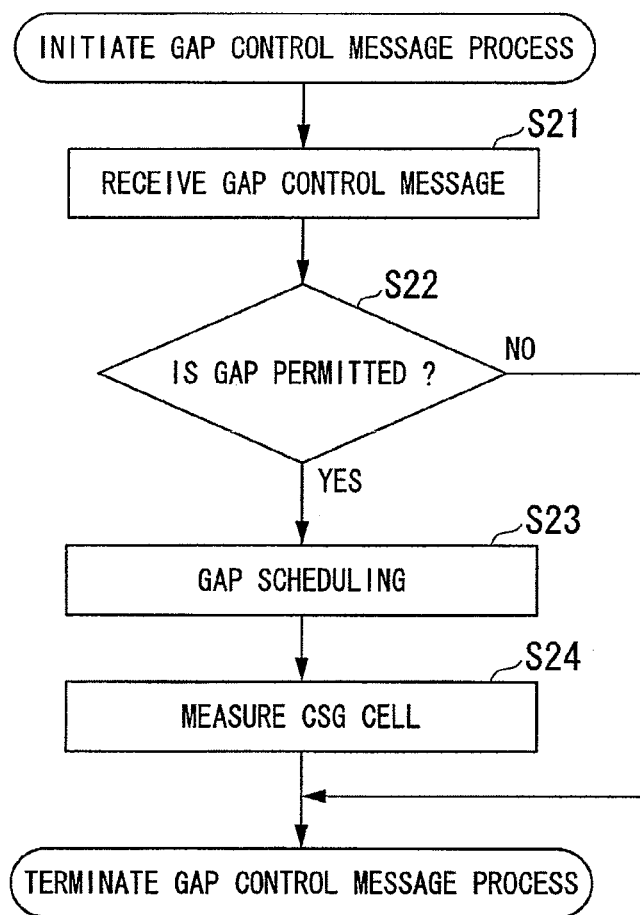 INITIATE GAP CONTROL MESSAGE PROCESS
S21
RECEIVE GAP CONTROL MESSAGE
S22
IS GAP PERMITTED ?
NO
YES
S23
GAP SCHEDULING
S24
MEASURE CSG CELL
TERMINATE GAP CONTROL MESSAGE PROCESS